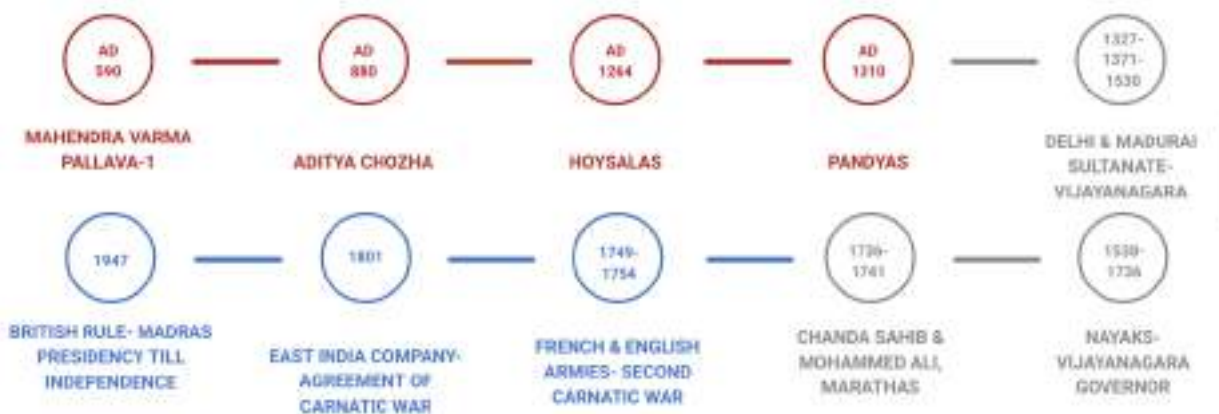 AD
590
MAHENDRA VARMA
PALLAVA-1
AD
880
ADITYA CHOZHA
AD
1264
HOYSALAS
AD
1310
PANDYAS
1327-
1371-
1530
DELHI & MADURAI
SULTANATE-
VIJAYANAGARA
1947
BRITISH RULE- MADRAS
PRESIDENCY TILL
INDEPENDENCE
1801
EAST INDIA COMPANY-
AGREEMENT OF
CARNATIC WAR
1749-
1754
FRENCH & ENGLISH
ARMIES- SECOND
CARNATIC WAR
1736-
1741
CHANDA SAHIB &
MOHAMMED ALI,
MARATHAS
1530-
1736
NAYAKS-
VIJAYANAGARA
GOVERNOR